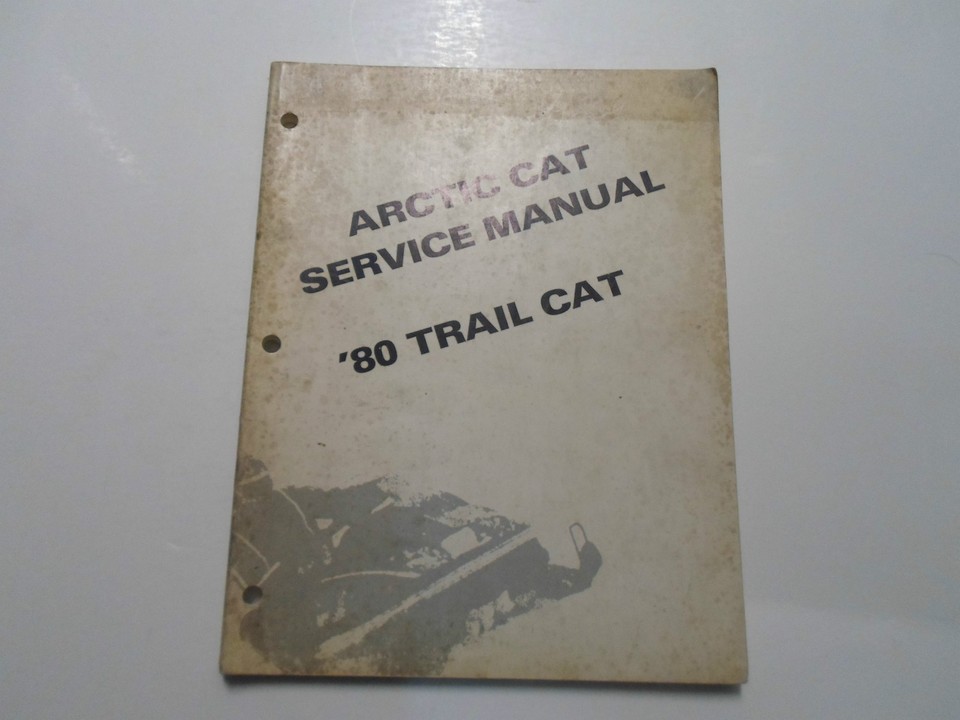 ARCTIC CAT
SERVICE MANUAL
'80 TRAIL CAT